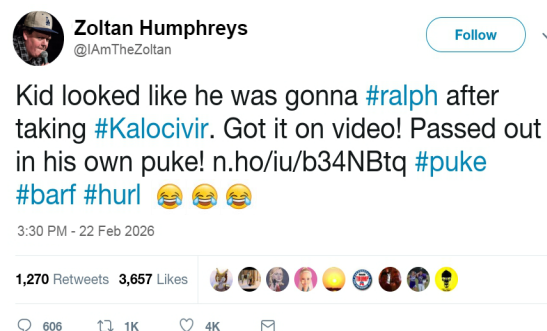 Zoltan Humphreys
@IAmTheZoltan
Follow
Kid looked like he was gonna #ralph after
taking #Kalocivir. Got it on video! Passed out
in his own puke! n.ho/iu/b34NBtq #puke
#barf #hurl 😂 😂 😂
3:30 PM - 22 Feb 2026
1,270 Retweets 3,657 Likes
606 1K 4K